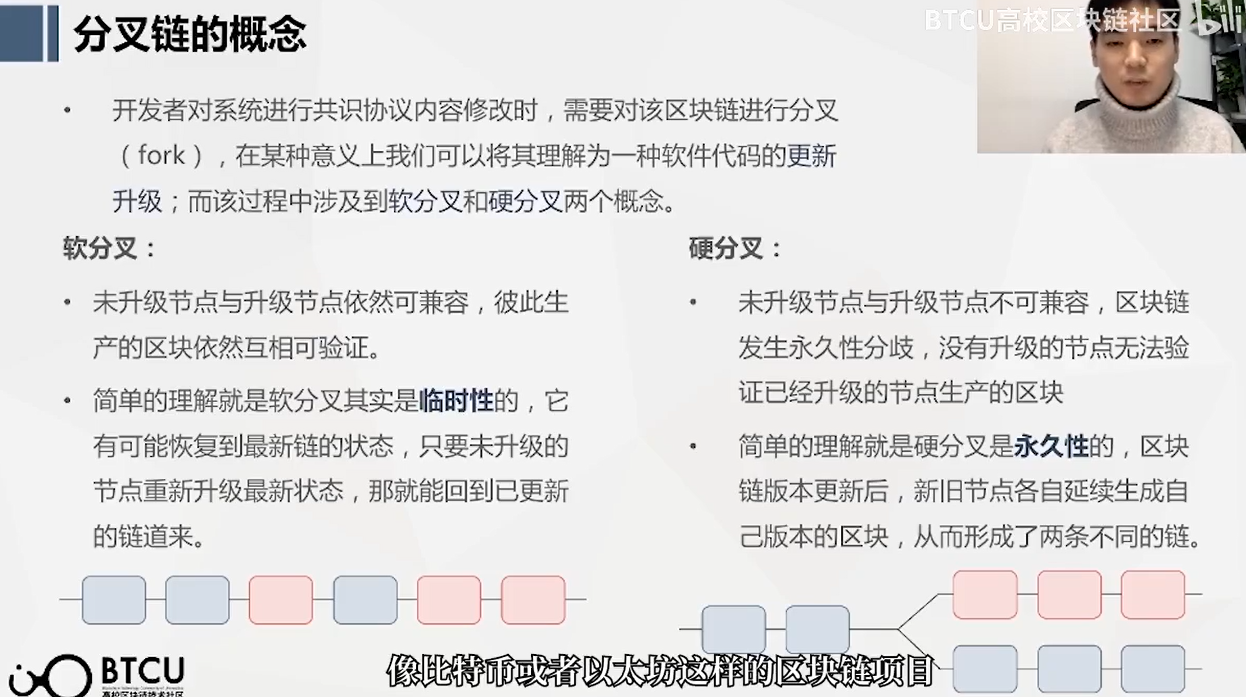 分叉链的概念
BTCU高校区块链社区
• 开发者对系统进行共识协议内容修改时，需要对该区块链进行分叉
（fork），在某种意义上我们可以将其理解为一种软件代码的更新
升级；而该过程中涉及到软分叉和硬分叉两个概念。
软分叉：
• 未升级节点与升级节点依然可兼容，彼此生
产的区块依然互相可验证。
• 简单的理解就是软分叉其实是临时性的，它
有可能恢复到最新链的状态，只要未升级的
节点重新升级最新状态，那就能回到已更新
的链道来。
硬分叉：
• 未升级节点与升级节点不可兼容，区块链
发生永久性分歧，没有升级的节点无法验
证已经升级的节点生产的区块
• 简单的理解就是硬分叉是永久性的，区块
链版本更新后，新旧节点各自延续生成自
己版本的区块，从而形成了两条不同的链。
BTCU
高校区块链技术社区
像比特币或者以太坊这样的区块链项目